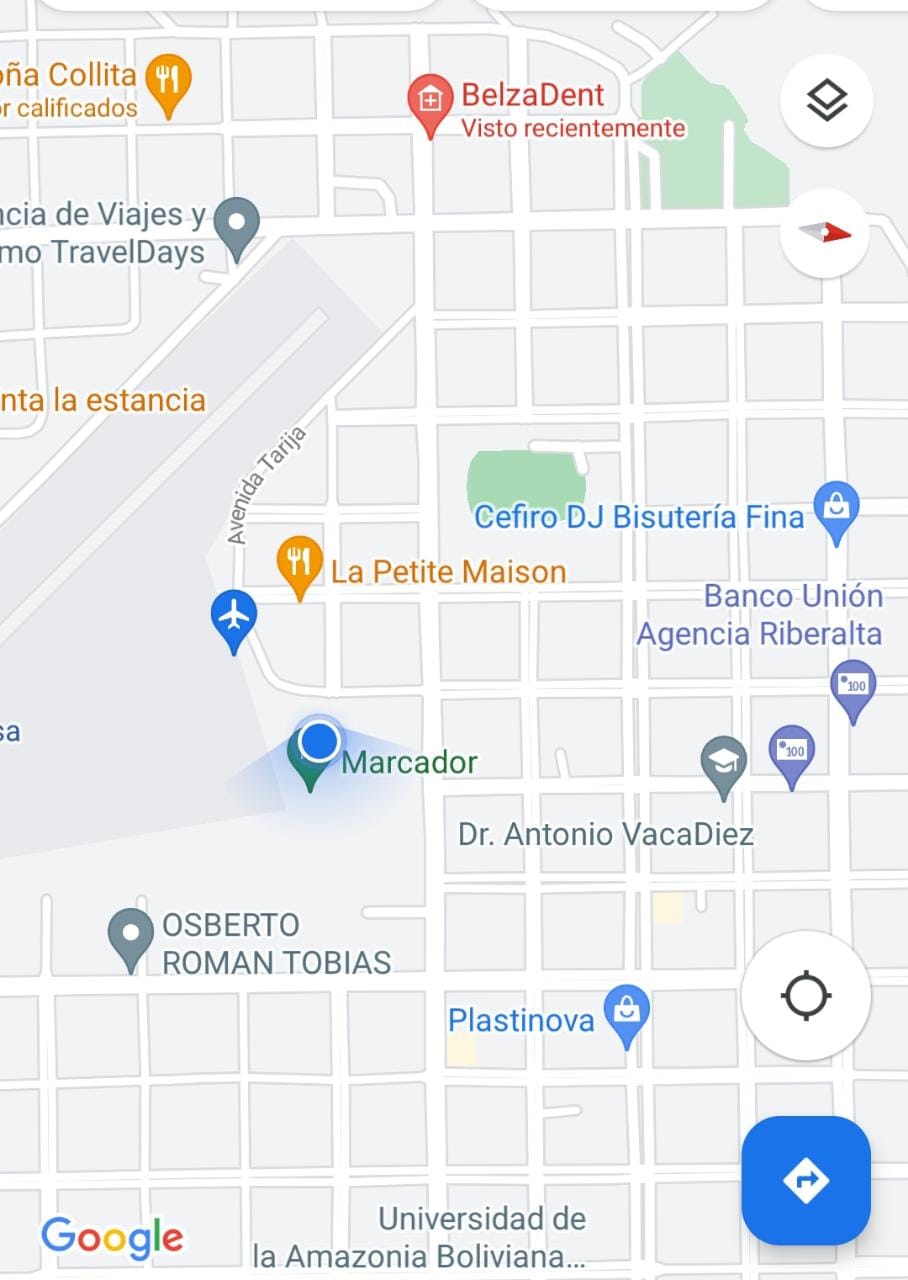 oña Collita
or calificados
BelzaDent
Visto recientemente
ncia de Viajes y
mo TravelDays
nta la estancia
Avenida Tarija
Cefiro DJ Bisutería Fina
La Petite Maison
Banco Unión
Agencia Riberalta
100
sa
100
Marcador
Dr. Antonio VacaDiez
OSBERTO
ROMAN TOBIAS
Plastinova
Universidad de
la Amazonia Boliviana...
Google